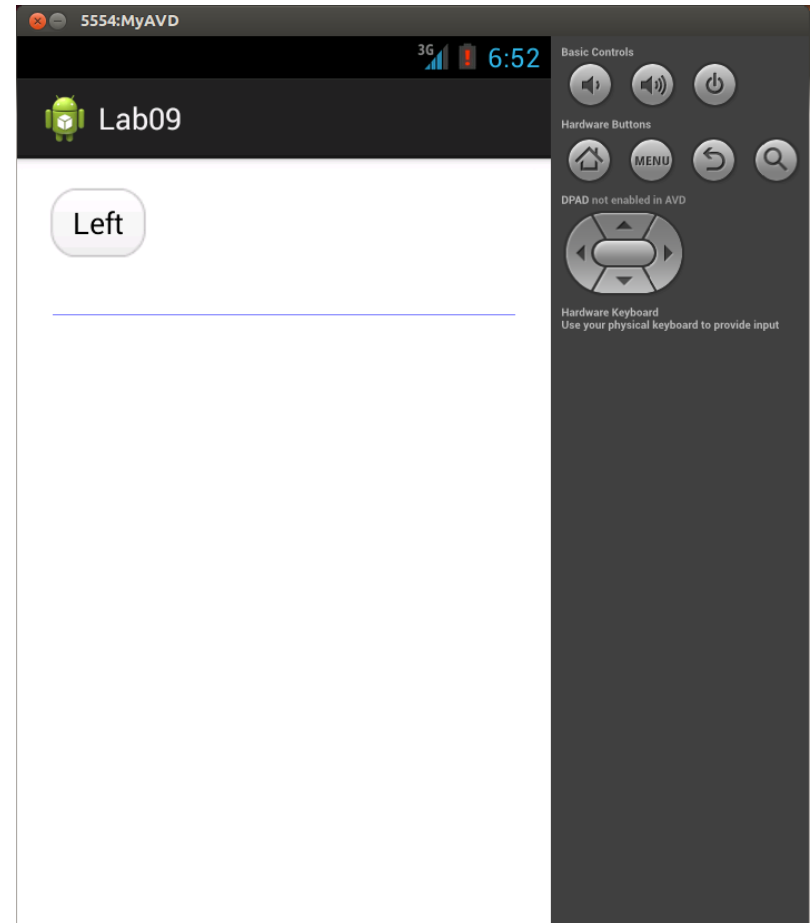 5554:MyAVD
3G 6:52
Lab09
Left
Basic Controls
Hardware Buttons
MENU
DPAD not enabled in AVD
Hardware Keyboard
Use your physical keyboard to provide input